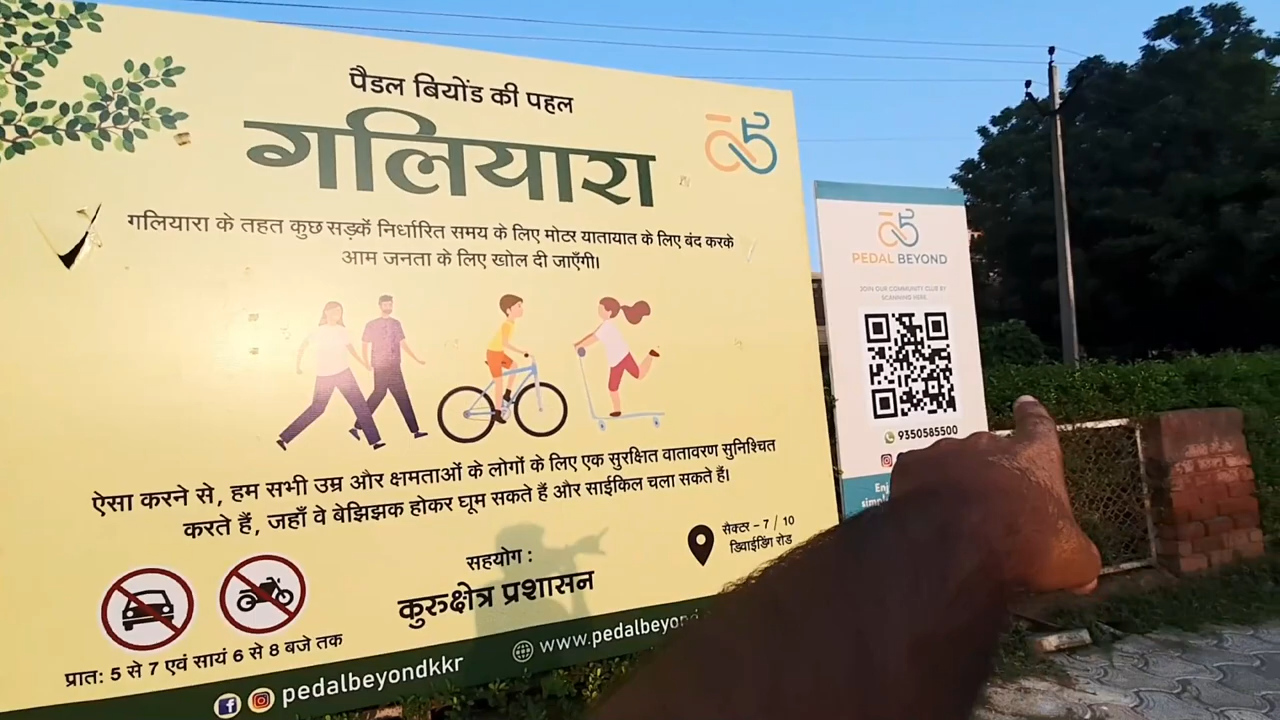 पैडल बियोंड की पहल
गलियारा
गलियारा के तहत कुछ सड़कें निर्धारित समय के लिए मोटर यातायात के लिए बंद करके
आम जनता के लिए खोल दी जाएँगी।
ऐसा करने से, हम सभी उम्र और क्षमताओं के लोगों के लिए एक सुरक्षित वातावरण सुनिश्चित
करते हैं, जहाँ वे बेझिझक होकर घूम सकते हैं और साईकिल चला सकते हैं।
सहयोग :
कुरुक्षेत्र प्रशासन
सैक्टर – 7 / 10
डिवाईडिंग रोड
प्रात: 5 से 7 एवं सायं 6 से 8 बजे तक
pedalbeyondkkr
www.pedalbeyon
PEDAL BEYOND
JOIN OUR COMMUNITY CLUB BY
SCANNING HERE
9350585500